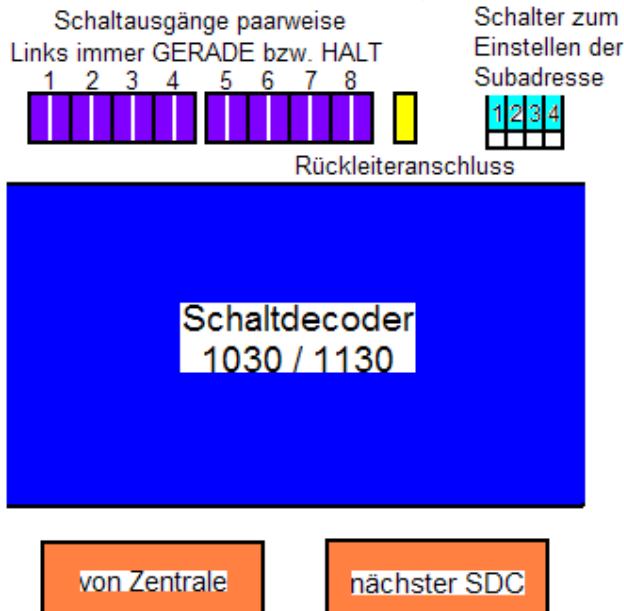 Schaltausgänge paarweise
Links immer GERADE bzw. HALT
1 2 3 4 5 6 7 8
Schalter zum
Einstellen der
Subadresse
1 2 3 4
Rückleiteranschluss
Schaltdecoder
1030 / 1130
von Zentrale
nächster SDC